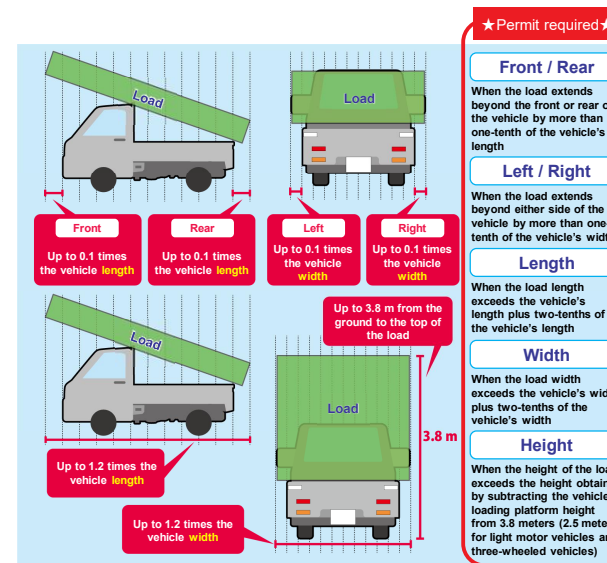 ★Permit required★
Load
Load
Front
Up to 0.1 times
the vehicle length
Rear
Up to 0.1 times
the vehicle length
Left
Up to 0.1 times
the vehicle
width
Right
Up to 0.1 times
the vehicle
width
Load
Up to 1.2 times the
vehicle length
Up to 3.8 m from the
ground to the top of
the load
Load
3.8 m
Up to 1.2 times the
vehicle width
Front / Rear
When the load extends
beyond the front or rear o
the vehicle by more than
one-tenth of the vehicle's
length
Left / Right
When the load extends
beyond either side of the
vehicle by more than one-
tenth of the vehicle's widt
Length
When the load length
exceeds the vehicle's
length plus two-tenths of
the vehicle's length
Width
When the load width
exceeds the vehicle's wid
plus two-tenths of the
vehicle's width
Height
When the height of the loa
exceeds the height obtain
by subtracting the vehicle
loading platform height
from 3.8 meters (2.5 mete
for light motor vehicles an
three-wheeled vehicles)